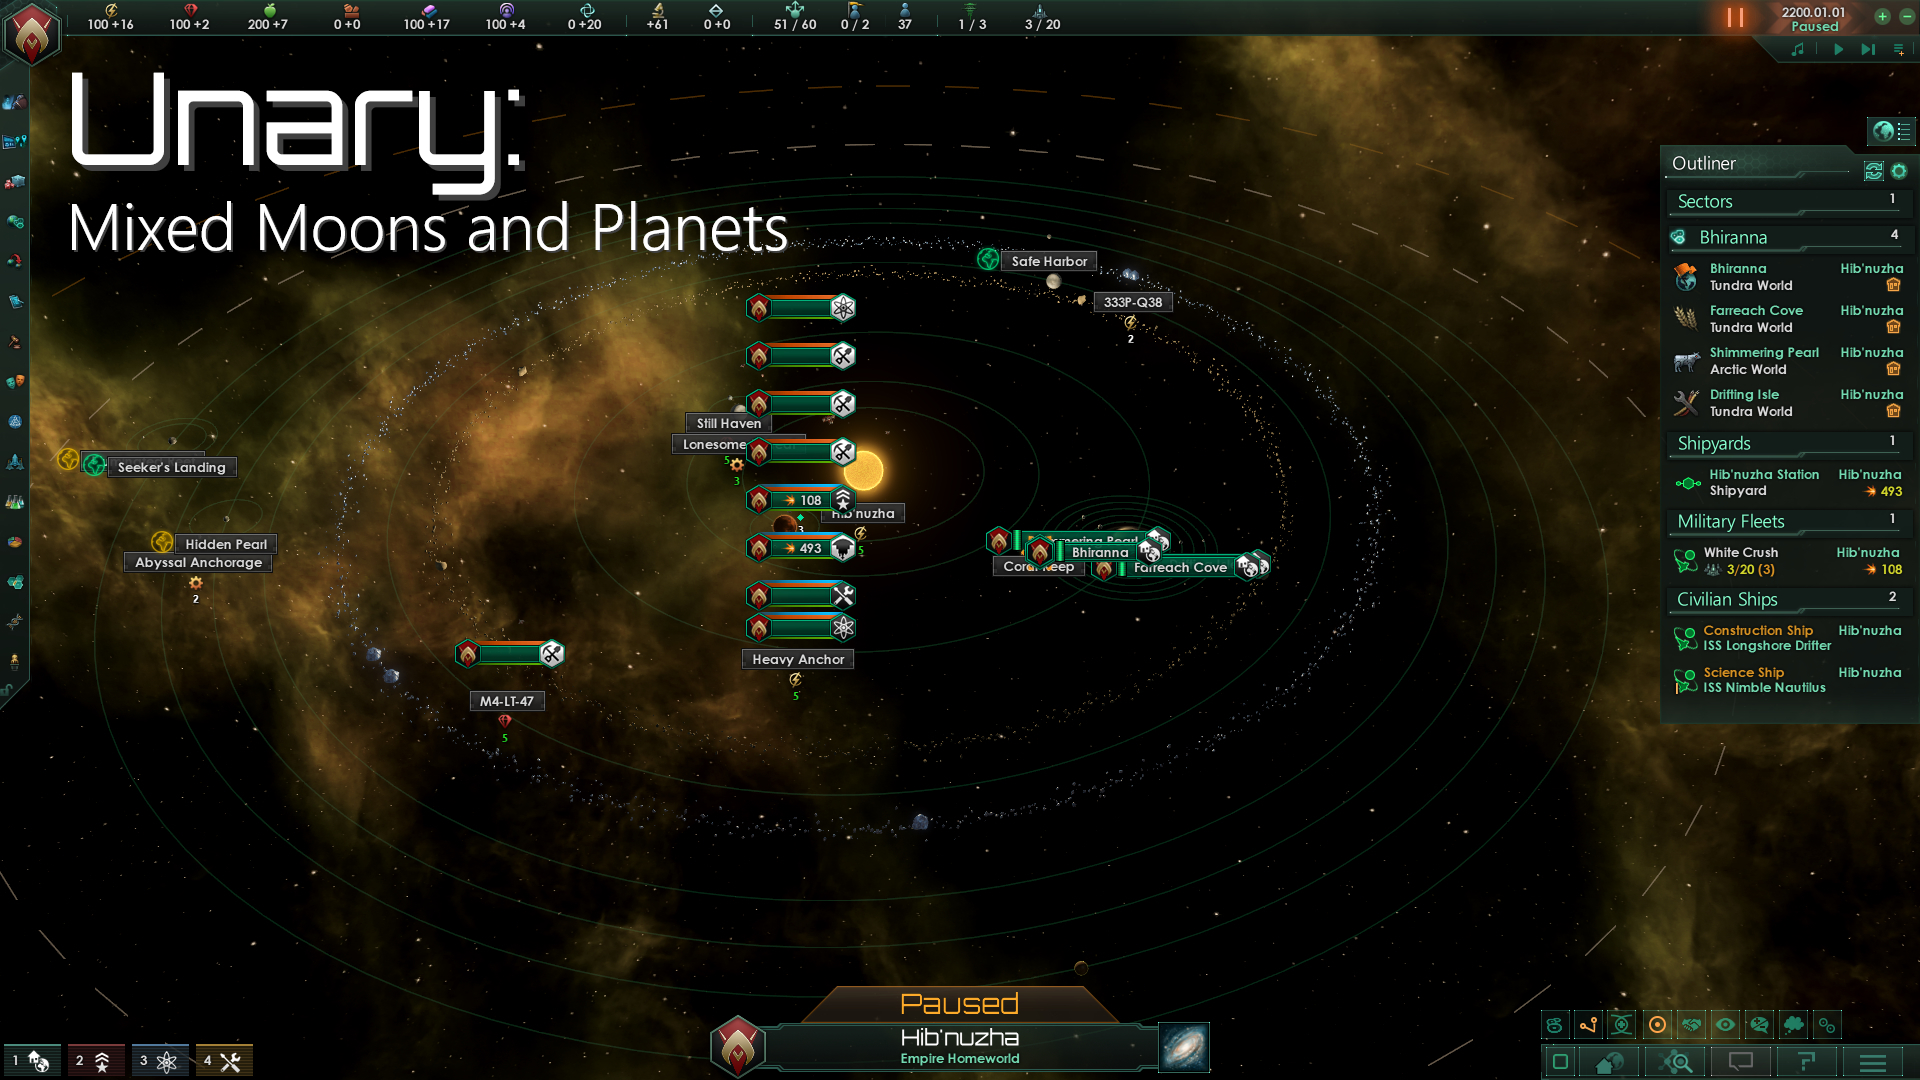 100 +16
100 +2
200 +7
0 +0
100 +17
100 +4
0 +20
+61
0 +0
51 / 60
0 / 2
37
1 / 3
3 / 20
2200.01.01
Paused
Unary:
Mixed Moons and Planets
Safe Harbor
333P-Q38
2
Still Haven
Lonesome
5
3
Seeker's Landing
Hidden Pearl
Abyssal Anchorage
2
108
Hib'nuzha
3
493
5
Heavy Anchor
5
M4-LT-47
5
Bhiranna
Farreach Cove
Outliner
Sectors 1
Bhiranna 4
Bhiranna Hib'nuzha
Tundra World
Farreach Cove Hib'nuzha
Tundra World
Shimmering Pearl Hib'nuzha
Arctic World
Drifting Isle Hib'nuzha
Tundra World
Shipyards 1
Hib'nuzha Station Hib'nuzha
Shipyard 493
Military Fleets 1
White Crush Hib'nuzha
3/20 (3) 108
Civilian Ships 2
Construction Ship Hib'nuzha
ISS Longshore Drifter
Science Ship Hib'nuzha
ISS Nimble Nautilus
Paused
Hib'nuzha
Empire Homeworld
1
2
3
4